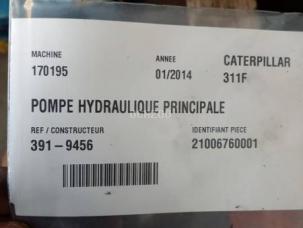 MACHINE ANNEE CATERPILLAR
170195 01/2014 311F
POMPE HYDRAULIQUE PRINCIPALE
REF / CONSTRUCTEUR IDENTIFIANT PIECE
391-9456 21006760001